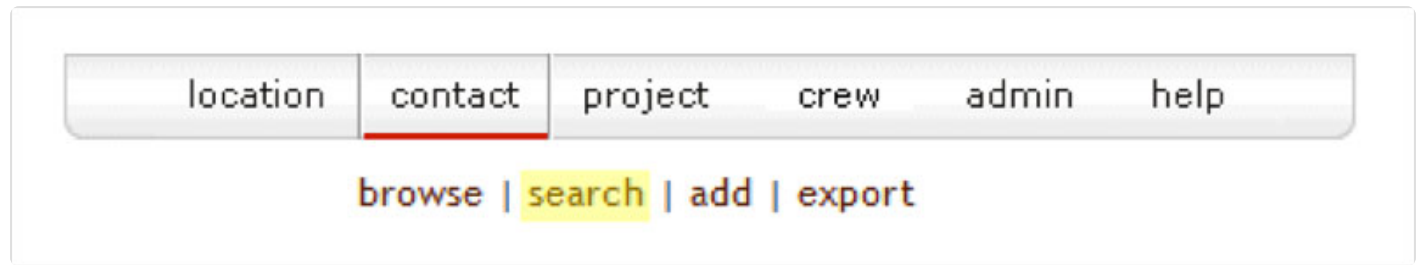 location contact project crew admin help
browse | search | add | export